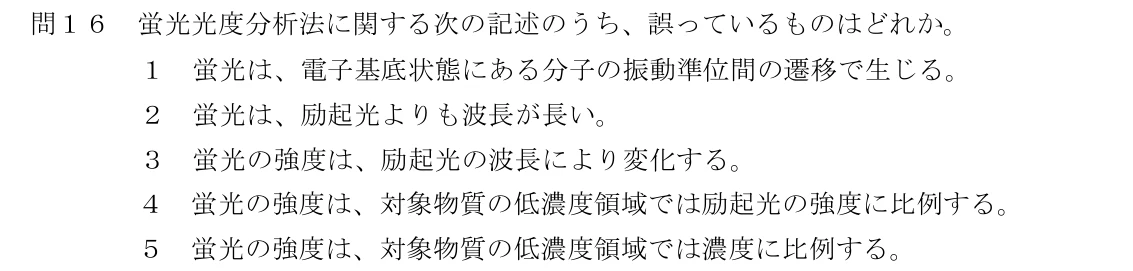 問１６　蛍光光度分析法に関する次の記述のうち、誤っているものはどれか。
１　蛍光は、電子基底状態にある分子の振動準位間の遷移で生じる。
２　蛍光は、励起光よりも波長が長い。
３　蛍光の強度は、励起光の波長により変化する。
４　蛍光の強度は、対象物質の低濃度領域では励起光の強度に比例する。
５　蛍光の強度は、対象物質の低濃度領域では濃度に比例する。